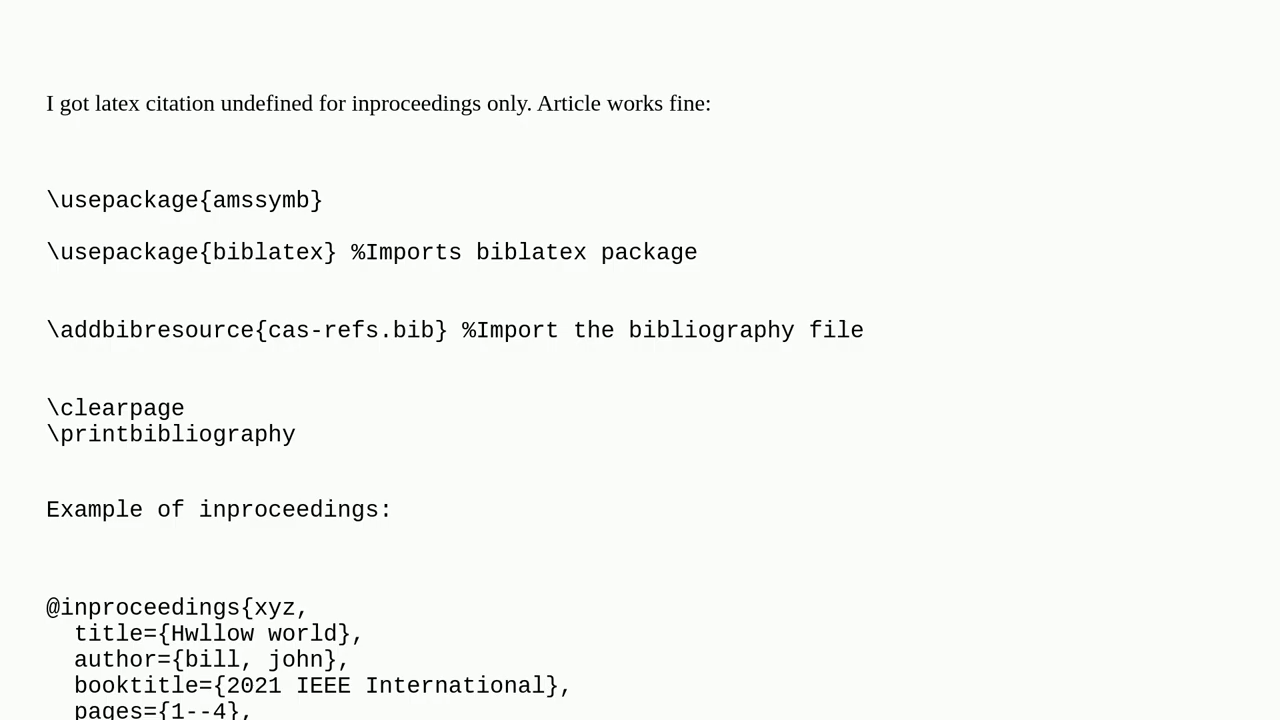 I got latex citation undefined for inproceedings only. Article works fine:
\usepackage{amssymb}
\usepackage{biblatex} %Imports biblatex package
\addbibresource{cas-refs.bib} %Import the bibliography file
\clearpage
\printbibliography
Example of inproceedings:
@inproceedings{xyz,
  title={Hwllow world},
  author={bill, john},
  booktitle={2021 IEEE International},
  pages={1--4},